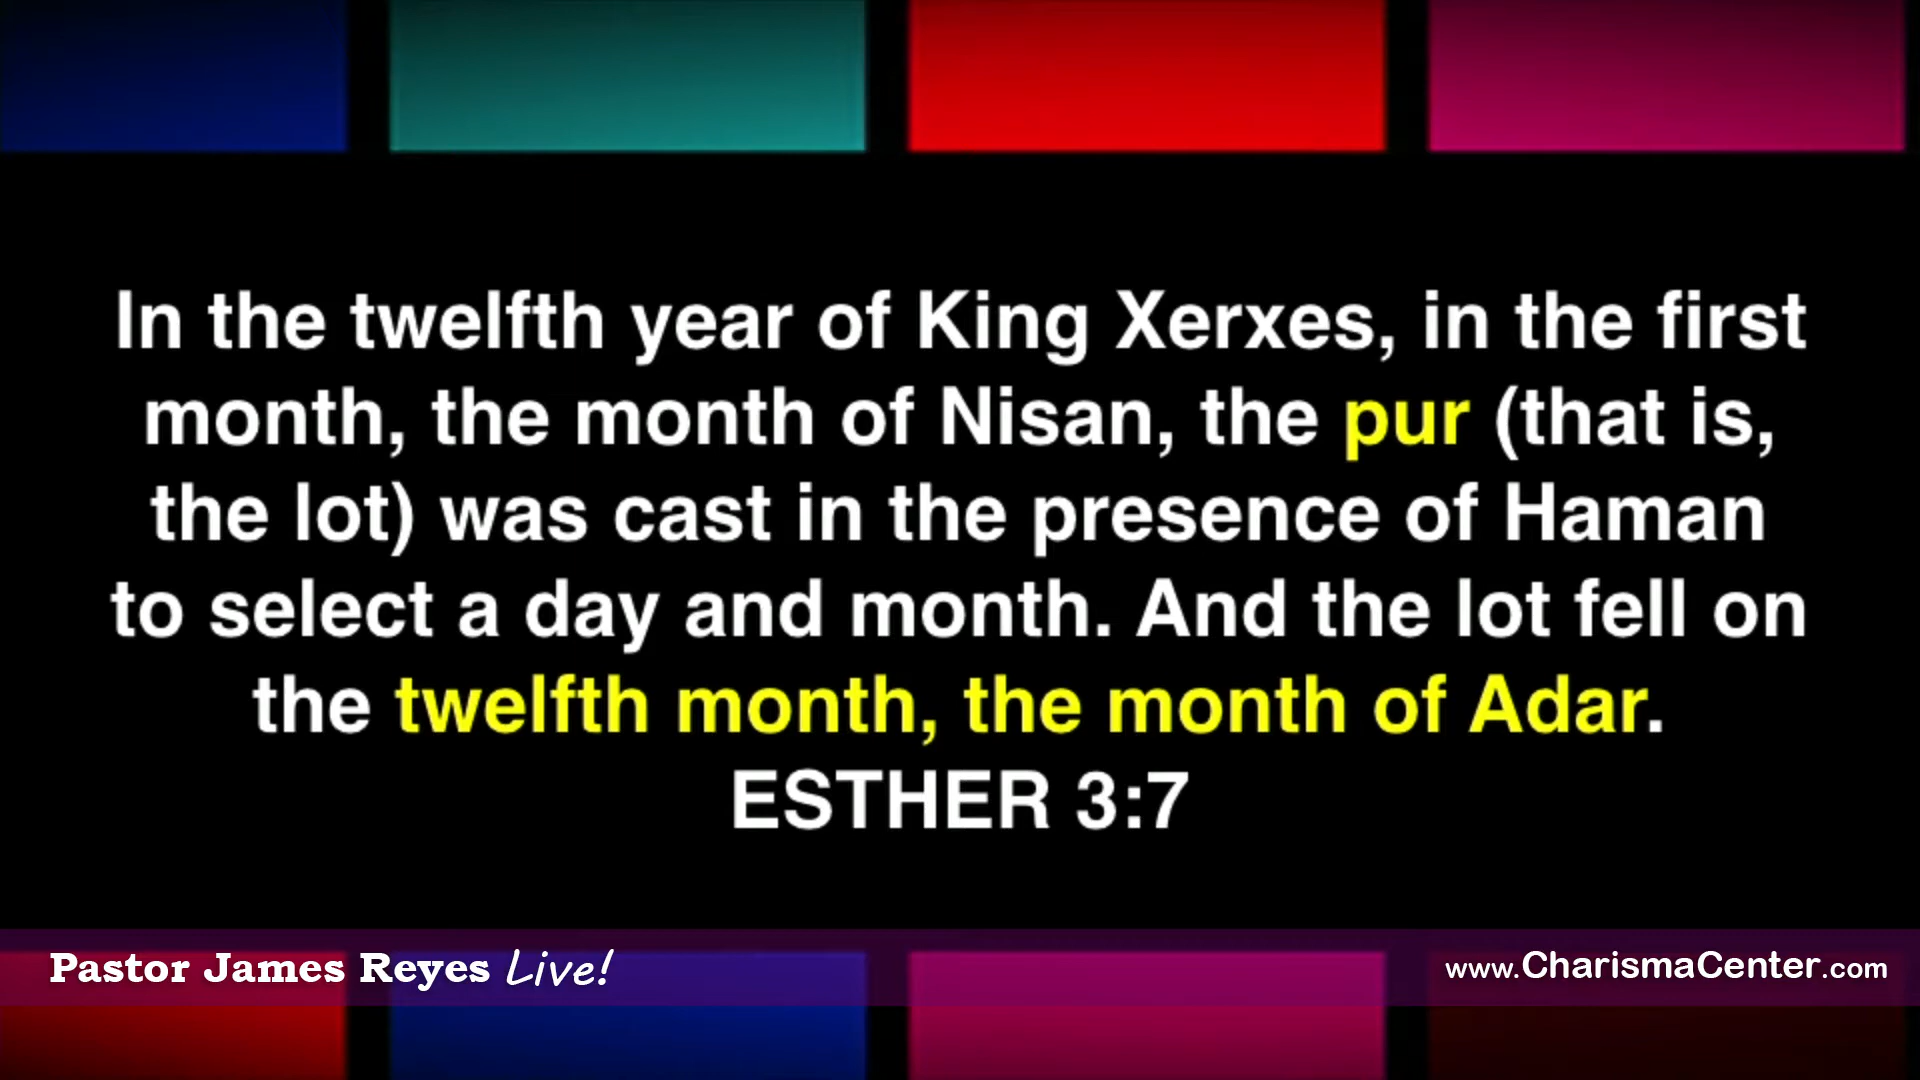 In the twelfth year of King Xerxes, in the first
month, the month of Nisan, the pur (that is,
the lot) was cast in the presence of Haman
to select a day and month. And the lot fell on
the twelfth month, the month of Adar.
ESTHER 3:7
Pastor James Reyes Live!
www.CharismaCenter.com